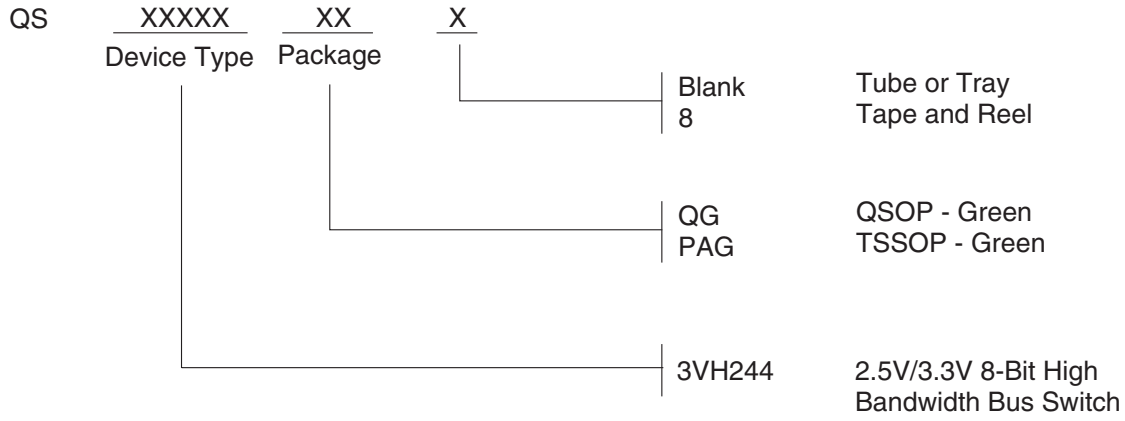 QS XXXXX XX X
Device Type Package
Blank Tube or Tray
8 Tape and Reel
QG QSOP - Green
PAG TSSOP - Green
3VH244 2.5V/3.3V 8-Bit High
Bandwidth Bus Switch